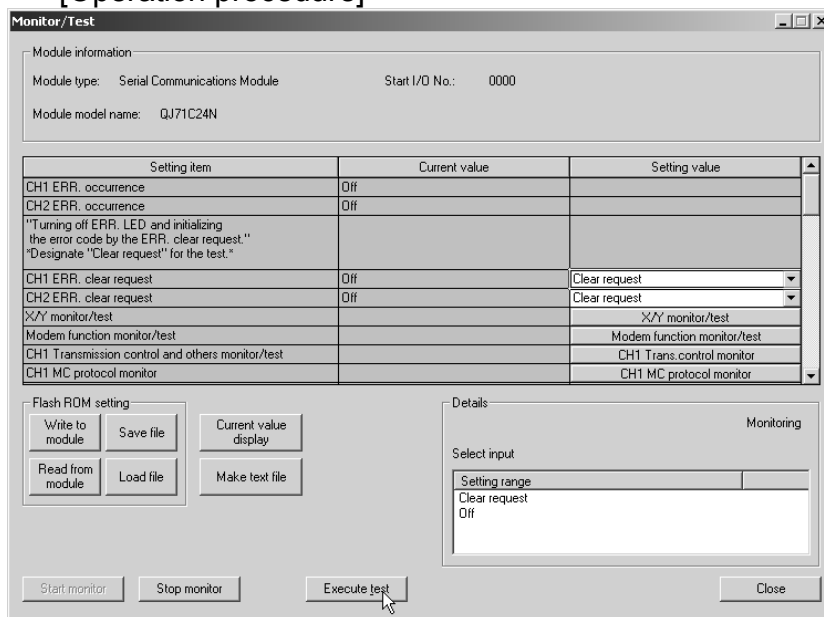 [Operation procedure]
Monitor/Test
Module information
Module type: Serial Communications Module Start I/O No.: 0000
Module model name: QJ71C24N
Setting item Current value Setting value
CH1 ERR. occurrence Off
CH2 ERR. occurrence Off
"Turning off ERR. LED and initializing
the error code by the ERR. clear request."
*Designate "Clear request" for the test.*
CH1 ERR. clear request Off Clear request
CH2 ERR. clear request Off Clear request
X/Y monitor/test X/Y monitor/test
Modem function monitor/test Modem function monitor/test
CH1 Transmission control and others monitor/test CH1 Trans.control monitor
CH1 MC protocol monitor CH1 MC protocol monitor
Flash ROM setting
Write to
module
Save file
Current value
display
Read from
module
Load file
Make text file
Details
Monitoring
Select input
Setting range
Clear request
Off
Start monitor Stop monitor Execute test Close